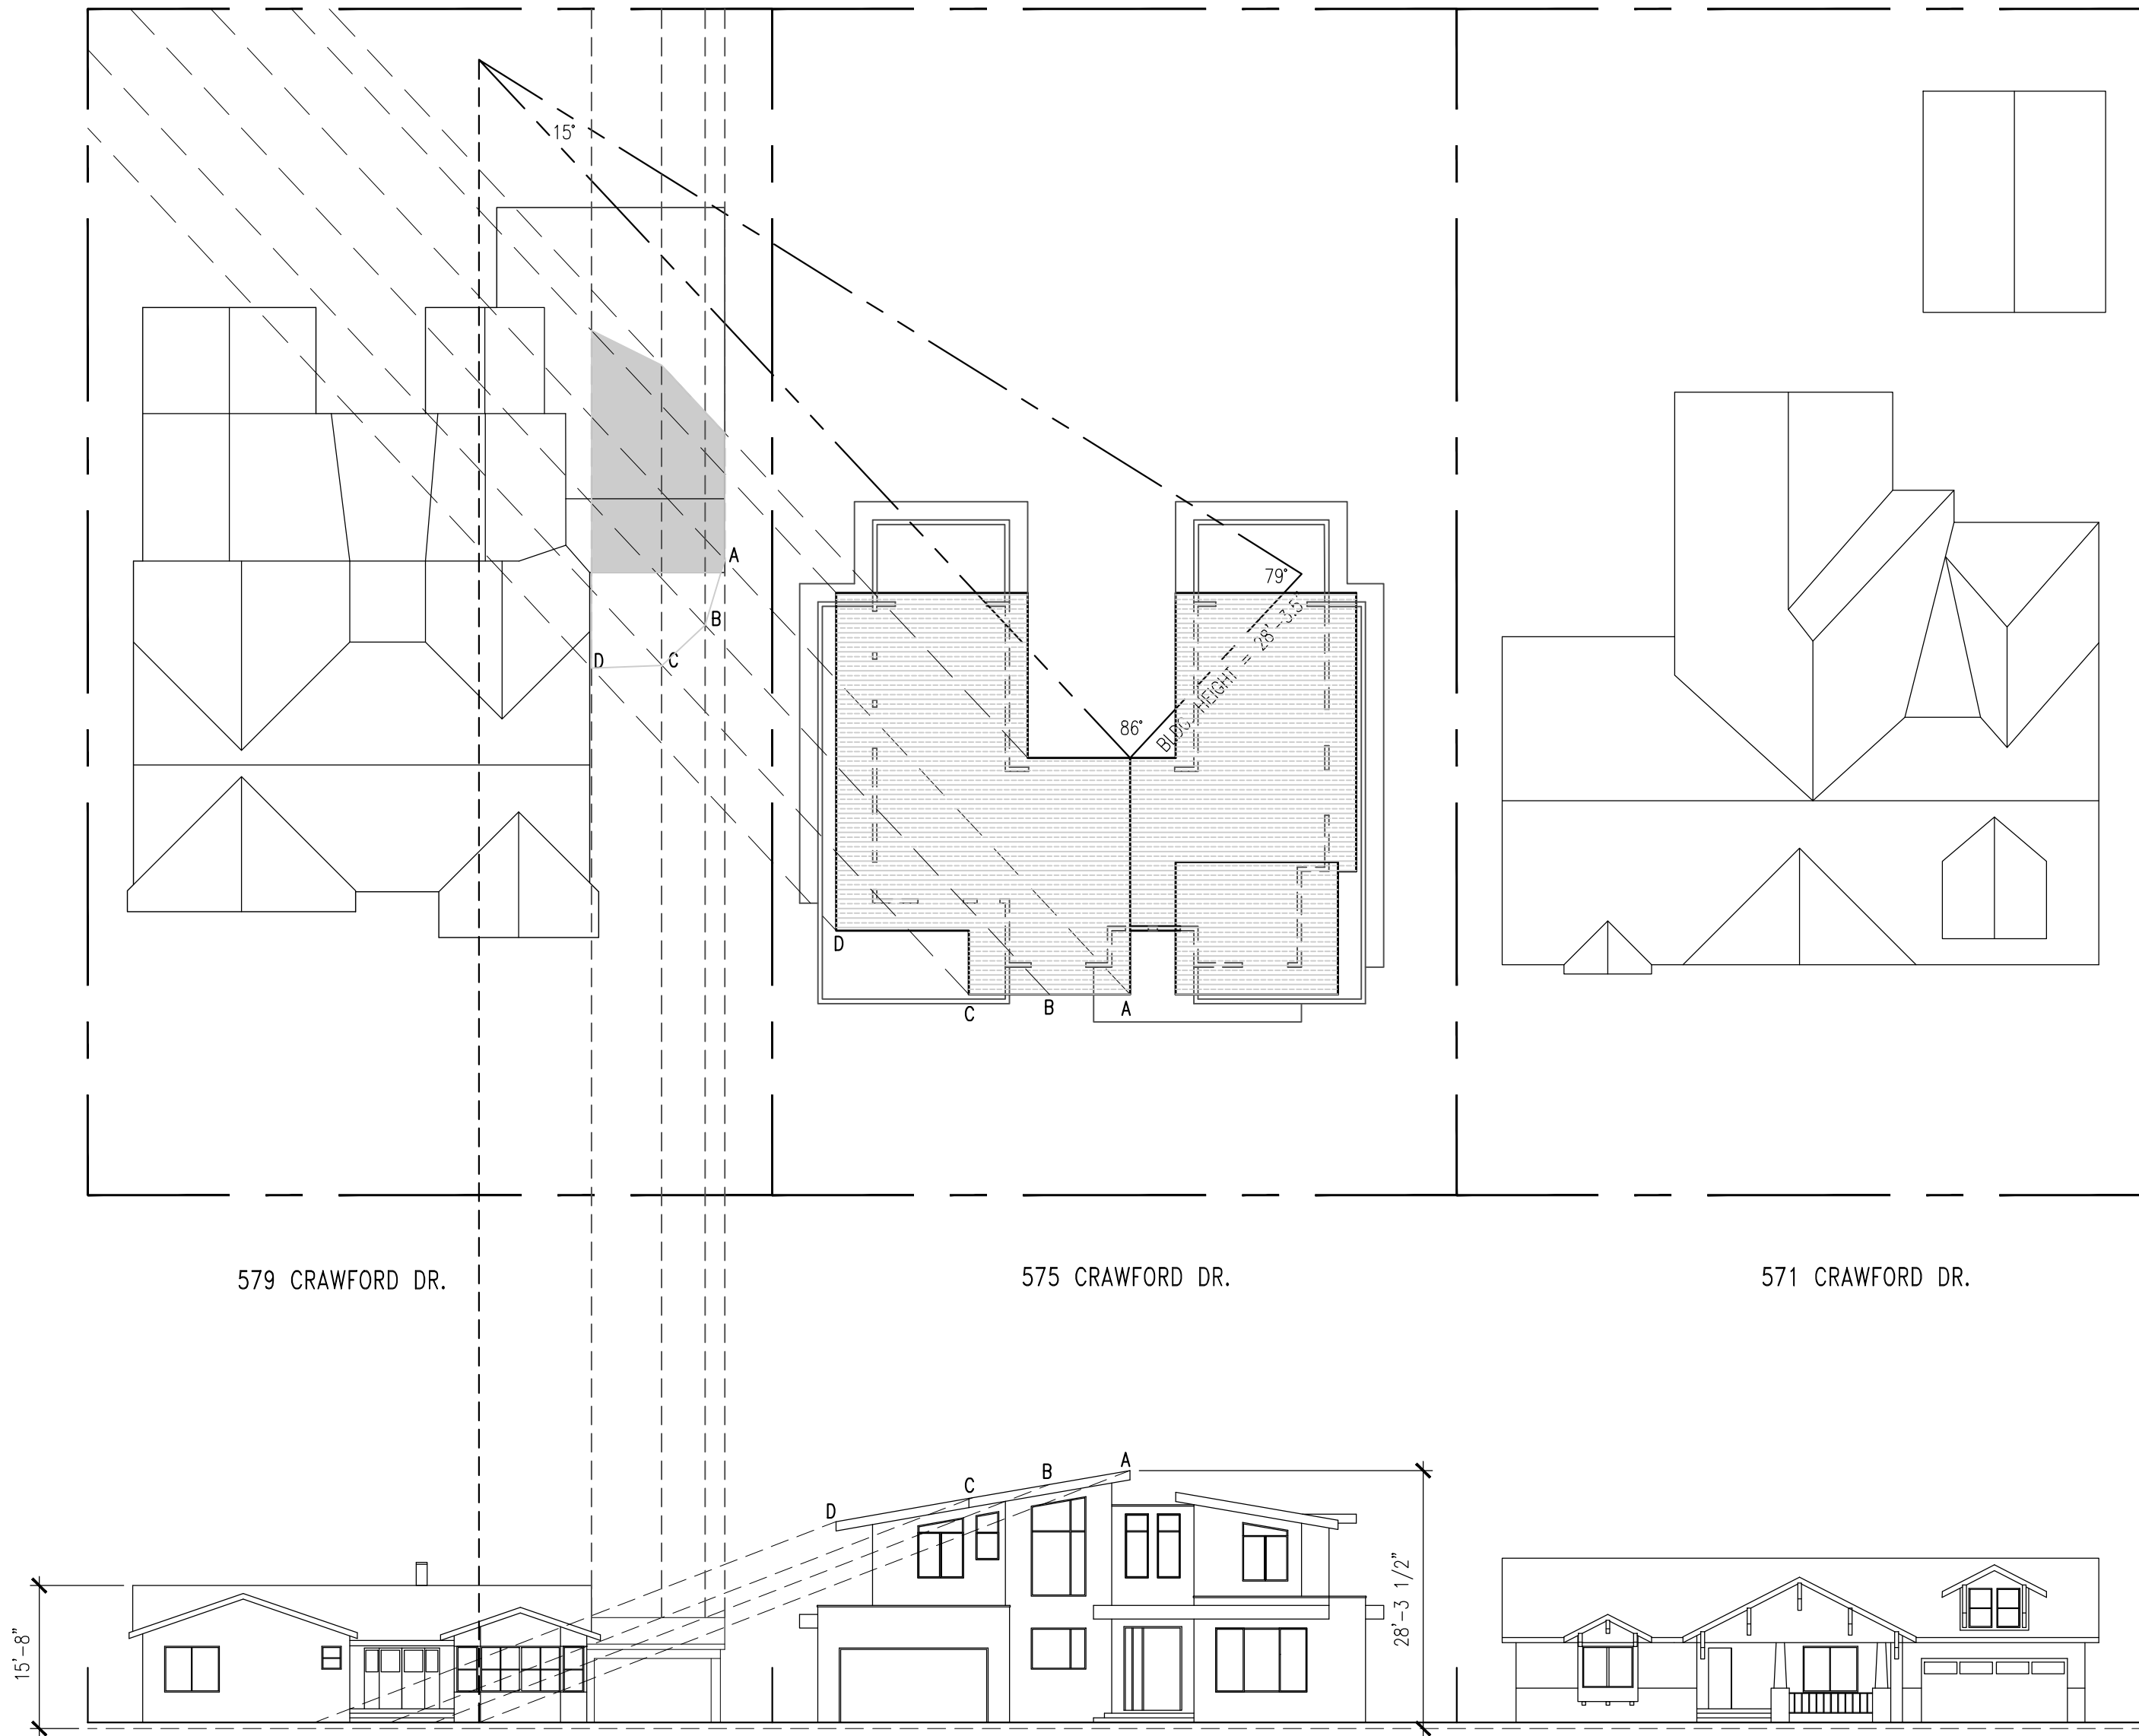 15°
79°
A
B
BLDG HEIGHT = 28'-3.5"
D
C
86°
D
C
B
A
579 CRAWFORD DR.
575 CRAWFORD DR.
571 CRAWFORD DR.
A
B
C
D
28'-3 1/2"
15'-8"